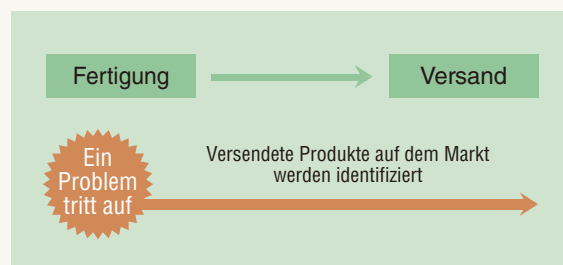 Fertigung
Versand
Ein
Problem
tritt auf
Versendete Produkte auf dem Markt
werden identifiziert